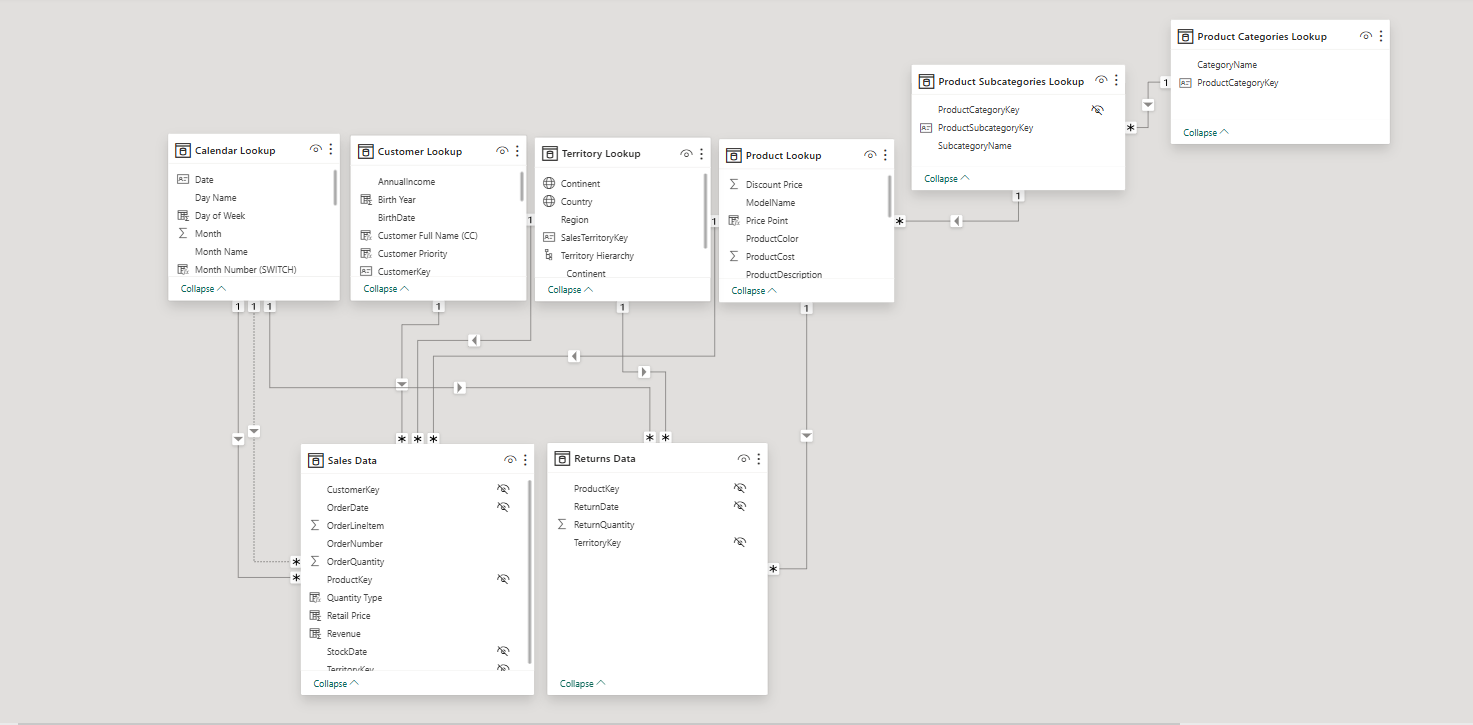 Product Categories Lookup
CategoryName
ProductCategoryKey
Collapse
1
Product Subcategories Lookup
ProductCategoryKey
ProductSubcategoryKey
SubcategoryName
Collapse
*
1
Calendar Lookup
Date
Day Name
Day of Week
Month
Month Name
Month Number (SWITCH)
Collapse
1
1
1
Customer Lookup
AnnualIncome
Birth Year
BirthDate
Customer Full Name (CC)
Customer Priority
CustomerKey
Collapse
1
1
Territory Lookup
Continent
Country
Region
SalesTerritoryKey
Territory Hierarchy
Continent
Collapse
1
1
Product Lookup
Discount Price
ModelName
Price Point
ProductColor
ProductCost
ProductDescription
Collapse
*
1
* * *
Sales Data
CustomerKey
OrderDate
OrderLineItem
OrderNumber
OrderQuantity
ProductKey
Quantity Type
Retail Price
Revenue
StockDate
TerritoryKey
Collapse
*
*
* *
Returns Data
ProductKey
ReturnDate
ReturnQuantity
TerritoryKey
Collapse
*